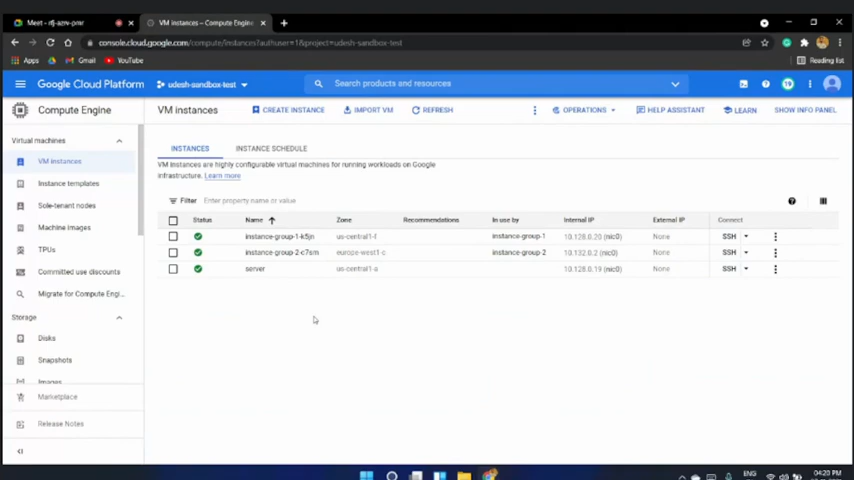 Meet - rfj-azrv-pmr
VM instances – Compute Engine
console.cloud.google.com/compute/instances?authuser=1&project=udesh-sandbox-test
Apps
Gmail
YouTube
Reading list
Google Cloud Platform
udesh-sandbox-test
Search products and resources
19
Compute Engine
VM instances
CREATE INSTANCE
IMPORT VM
REFRESH
OPERATIONS
HELP ASSISTANT
LEARN
SHOW INFO PANEL
Virtual machines
VM instances
Instance templates
Sole-tenant nodes
Machine images
TPUs
Committed use discounts
Migrate for Compute Engi...
Storage
Disks
Snapshots
Images
Marketplace
Release Notes
INSTANCES
INSTANCE SCHEDULE
VM instances are highly configurable virtual machines for running workloads on Google
infrastructure. Learn more
Filter Enter property name or value
Status Name Zone Recommendations In use by Internal IP External IP Connect
instance-group-1-k5jn us-central1-f instance-group-1 10.128.0.20 (nic0) None SSH
instance-group-2-c7sm europe-west1-c instance-group-2 10.132.0.2 (nic0) None SSH
server us-central1-a 10.128.0.19 (nic0) None SSH
ENG
04:20 PM